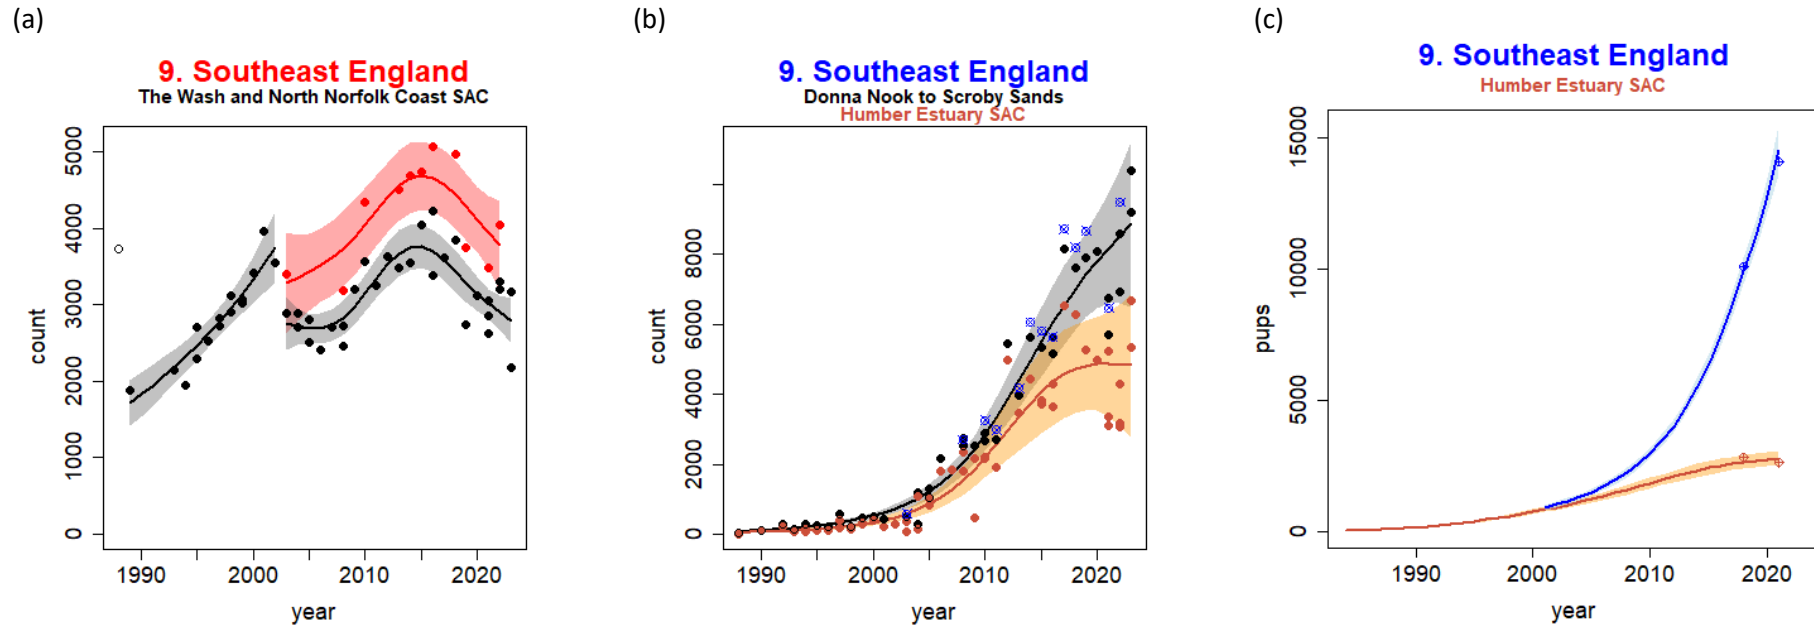 (a)
9. Southeast England
The Wash and North Norfolk Coast SAC
count
5000
4000
3000
2000
1000
0
1990
2000
2010
2020
year
(b)
9. Southeast England
Donna Nook to Scroby Sands
Humber Estuary SAC
count
8000
6000
4000
2000
0
1990
2000
2010
2020
year
(c)
9. Southeast England
Humber Estuary SAC
pups
15000
10000
5000
0
1990
2000
2010
2020
year